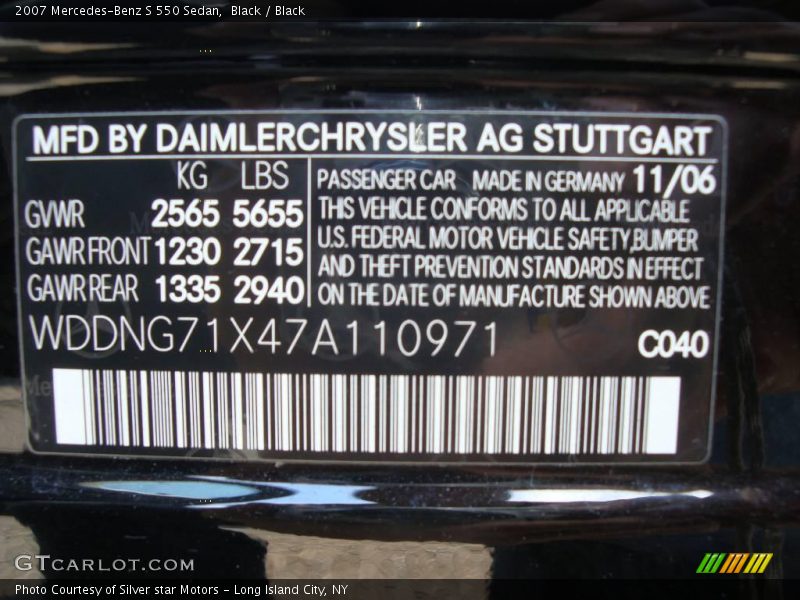 2007 Mercedes-Benz S 550 Sedan,  Black / Black
MFD BY DAIMLERCHRYSLER AG STUTTGART
KG LBS
GVWR 2565 5655
GAWR FRONT 1230 2715
GAWR REAR 1335 2940
PASSENGER CAR MADE IN GERMANY 11/06
THIS VEHICLE CONFORMS TO ALL APPLICABLE
U.S. FEDERAL MOTOR VEHICLE SAFETY,BUMPER
AND THEFT PREVENTION STANDARDS IN EFFECT
ON THE DATE OF MANUFACTURE SHOWN ABOVE
WDDNG71X47A110971 C040
GTCARLOT.COM
Photo Courtesy of Silver star Motors - Long Island City, NY